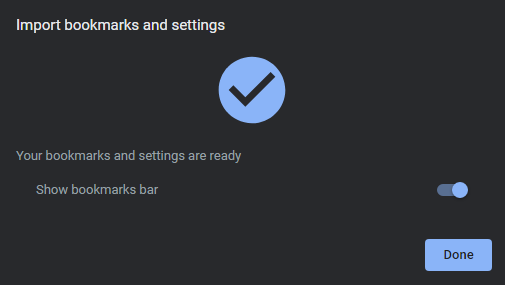 Import bookmarks and settings
Your bookmarks and settings are ready
Show bookmarks bar
Done